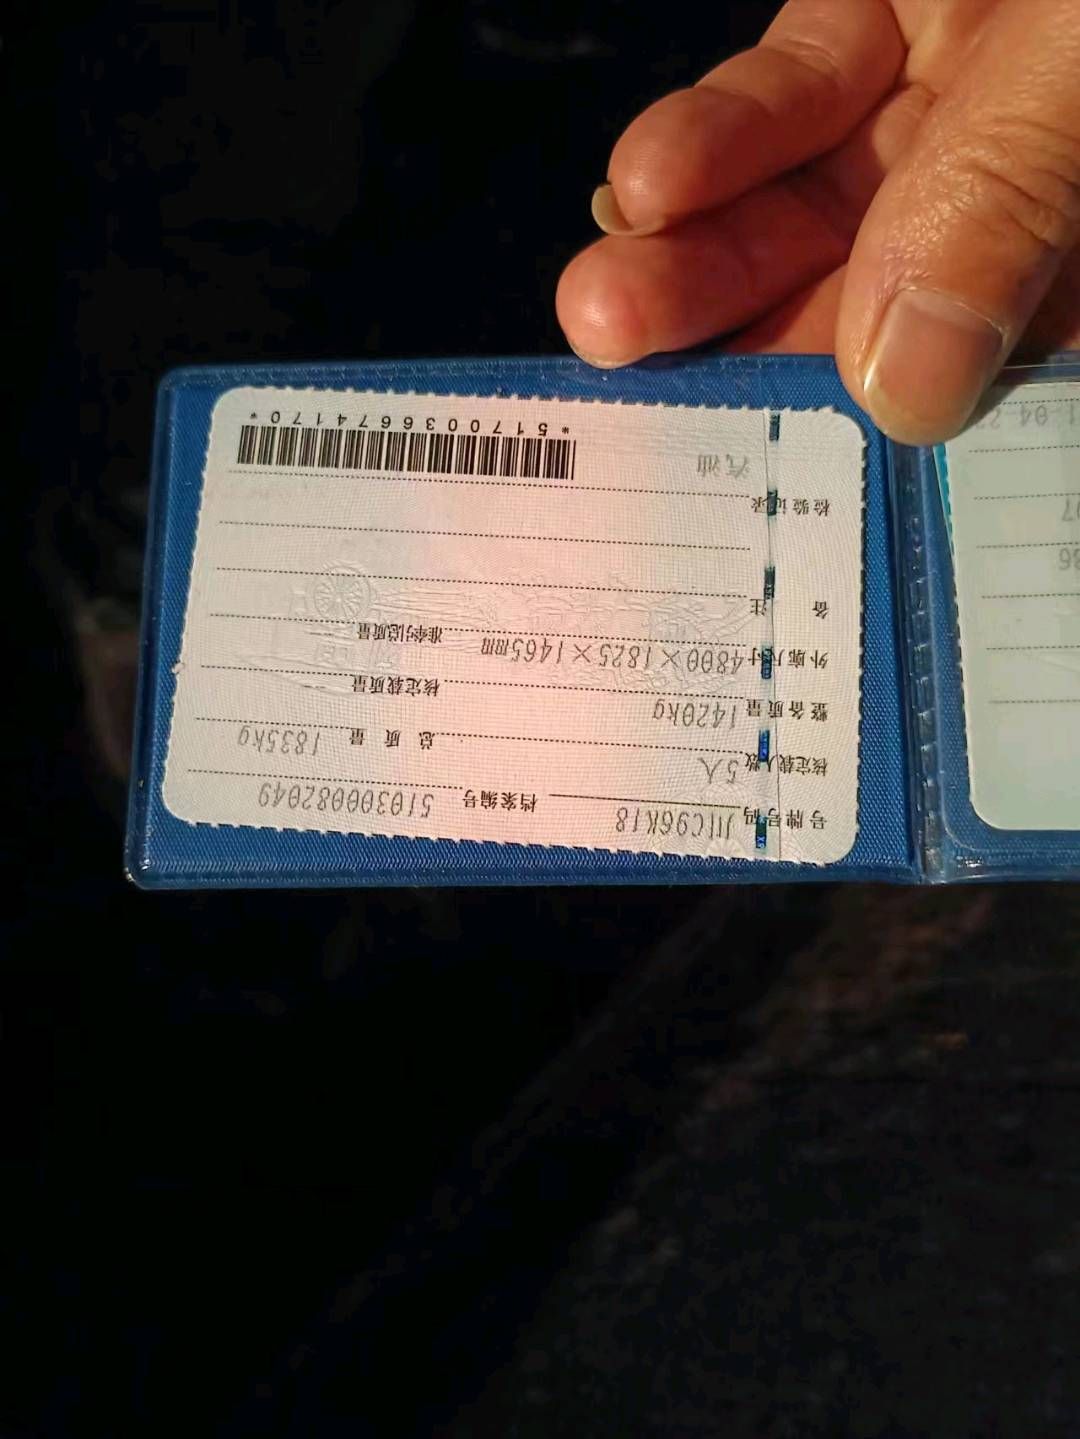 号牌号码 川C96K18 档案编号 510300082049
核定载人数 5人 总质量 1835kg
整备质量 1420kg 核定载质量 --
外廓尺寸 4800×1825×1465mm 准牵引总质量 --
备注
检验记录
汽油
*5170036674170*